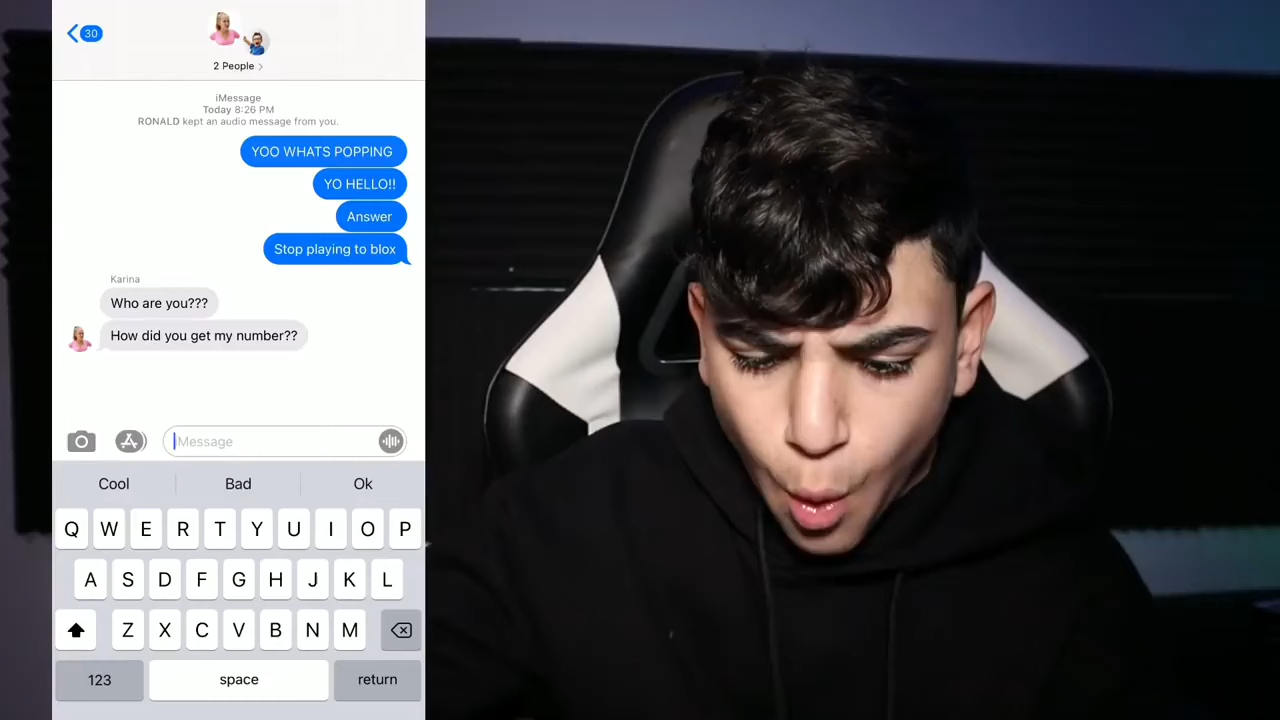 30
2 People
iMessage
Today 8:26 PM
RONALD kept an audio message from you.
YOO WHATS POPPING
YO HELLO!!
Answer
Stop playing to blox
Karina
Who are you???
How did you get my number??
Message
Cool Bad Ok
Q W E R T Y U I O P
A S D F G H J K L
Z X C V B N M
123 space return